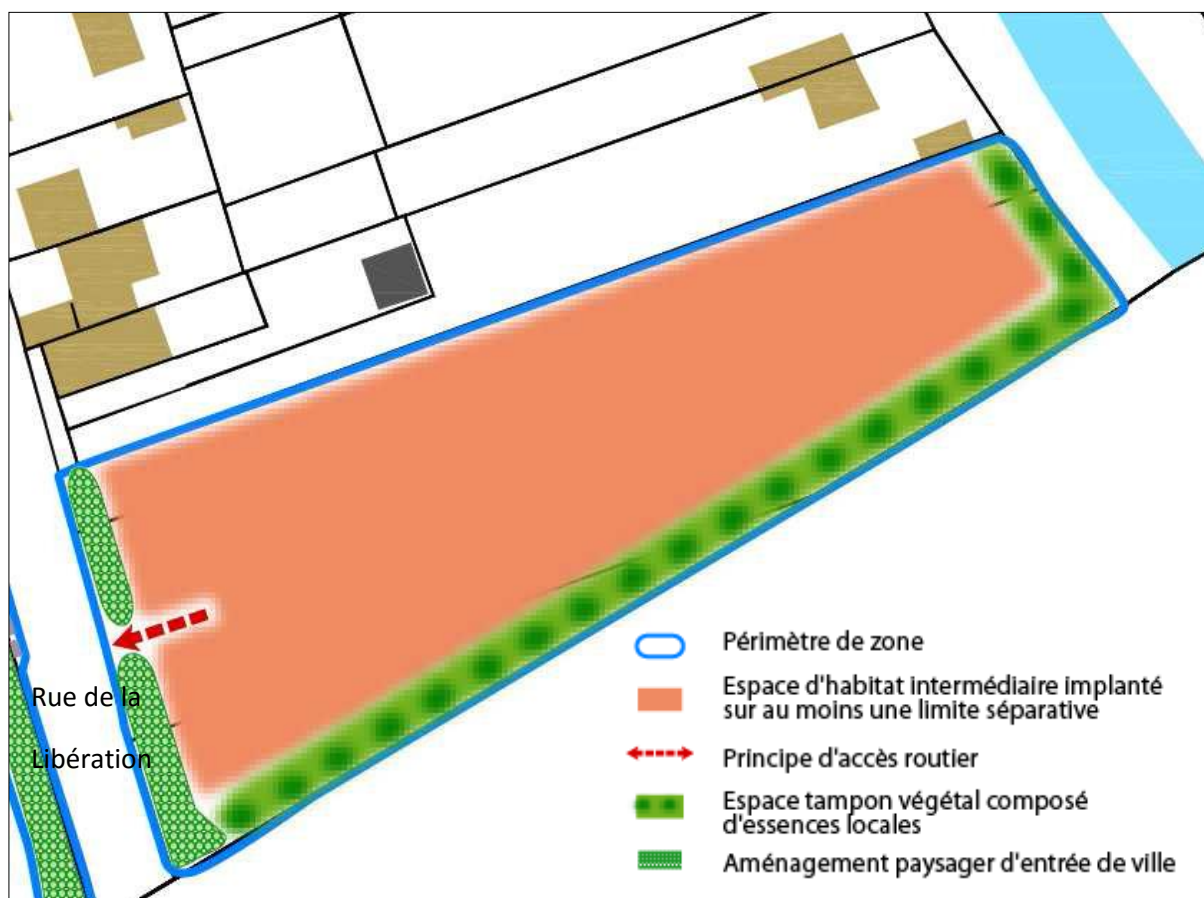 Rue de la
Libération
Périmètre de zone
Espace d'habitat intermédiaire implanté
sur au moins une limite séparative
Principe d'accès routier
Espace tampon végétal composé
d'essences locales
Aménagement paysager d'entrée de ville